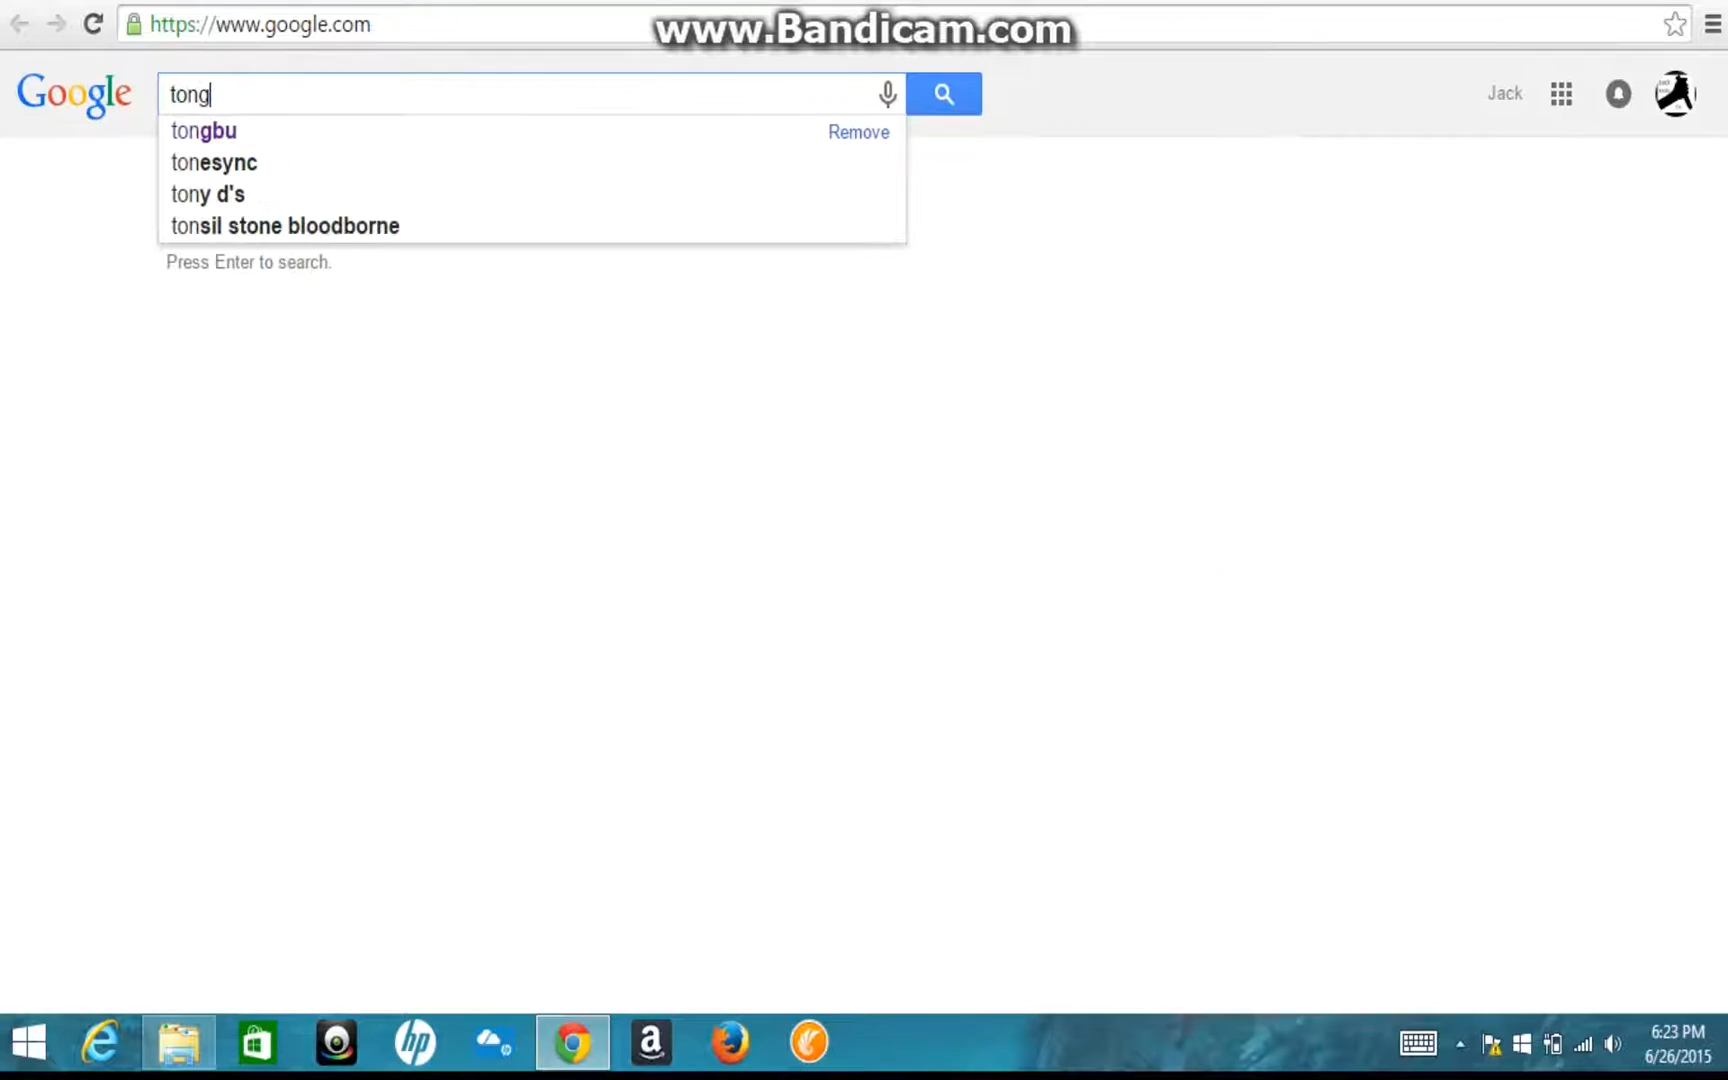 https://www.google.com
www.Bandicam.com
Google
tong
Jack
tongbu
Remove
tonesync
tony d's
tonsil stone bloodborne
Press Enter to search.
hp
a
6:23 PM
6/26/2015